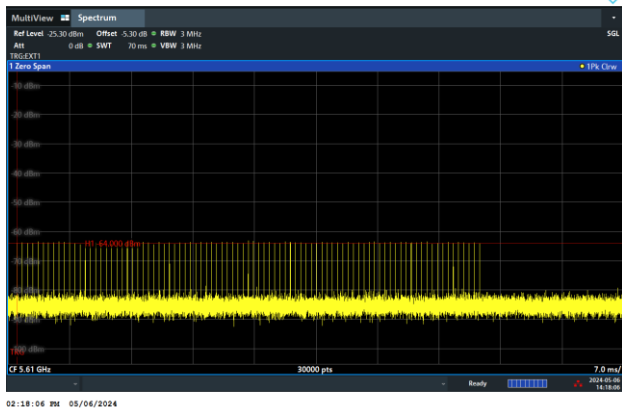 MultiView Spectrum
Ref Level -25.30 dBm Offset -5.30 dB RBW 3 MHz SGL
Att 0 dB SWT 70 ms VBW 3 MHz
TRG:EXT1
1 Zero Span 1Pk Clrw
-10 dBm
-20 dBm
-30 dBm
-40 dBm
-50 dBm
-60 dBm
H1 -64.000 dBm
-70 dBm
-80 dBm
-100 dBm
TRG
CF 5.61 GHz 30000 pts 7.0 ms/
Ready 2024-05-06
14:18:06
02:18:06 PM 05/06/2024